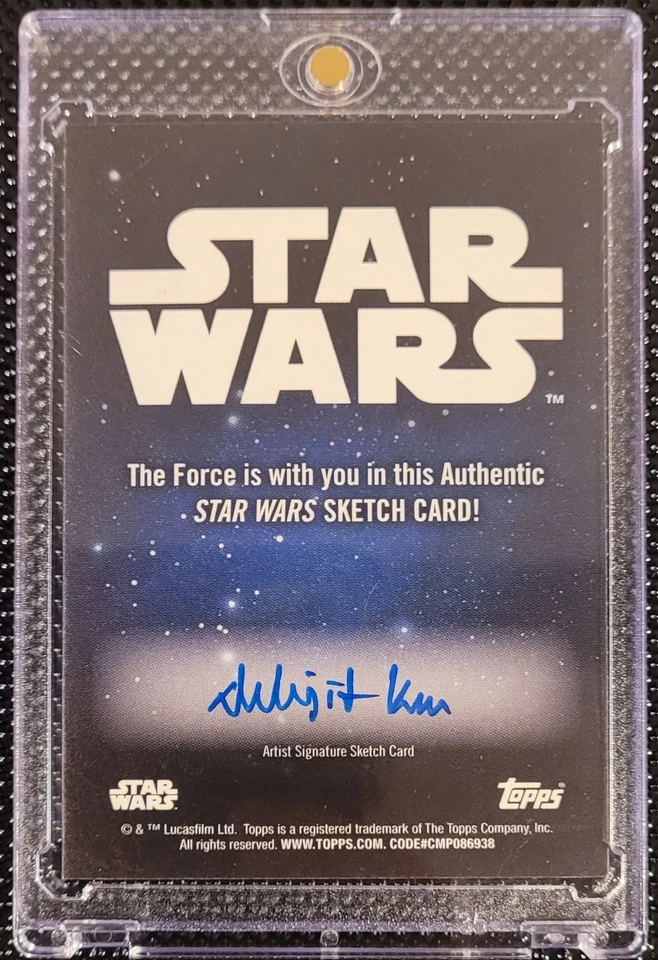 STAR
WARS
TM
The Force is with you in this Authentic
STAR WARS SKETCH CARD!
Artist Signature Sketch Card
STAR
WARS
Topps®
© & ™ Lucasfilm Ltd. Topps is a registered trademark of The Topps Company, Inc.
All rights reserved. WWW.TOPPS.COM. CODE#CMP086938